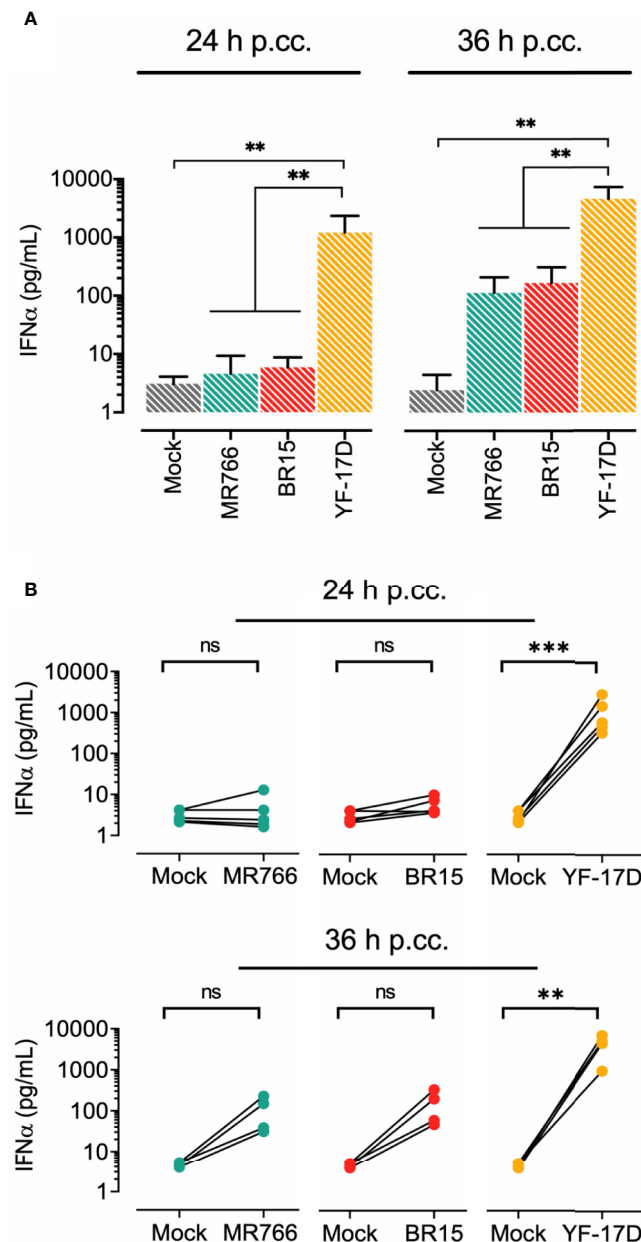 A
24 h p.cc. 36 h p.cc.
** **
** **
IFNα (pg/mL)
10000
1000
100
10
1
Mock MR766 BR15 YF-17D Mock MR766 BR15 YF-17D
B
24 h p.cc.
ns ns ***
IFNα (pg/mL)
10000
1000
100
10
1
Mock MR766 Mock BR15 Mock YF-17D
36 h p.cc.
ns ns **
IFNα (pg/mL)
10000
1000
100
10
1
Mock MR766 Mock BR15 Mock YF-17D